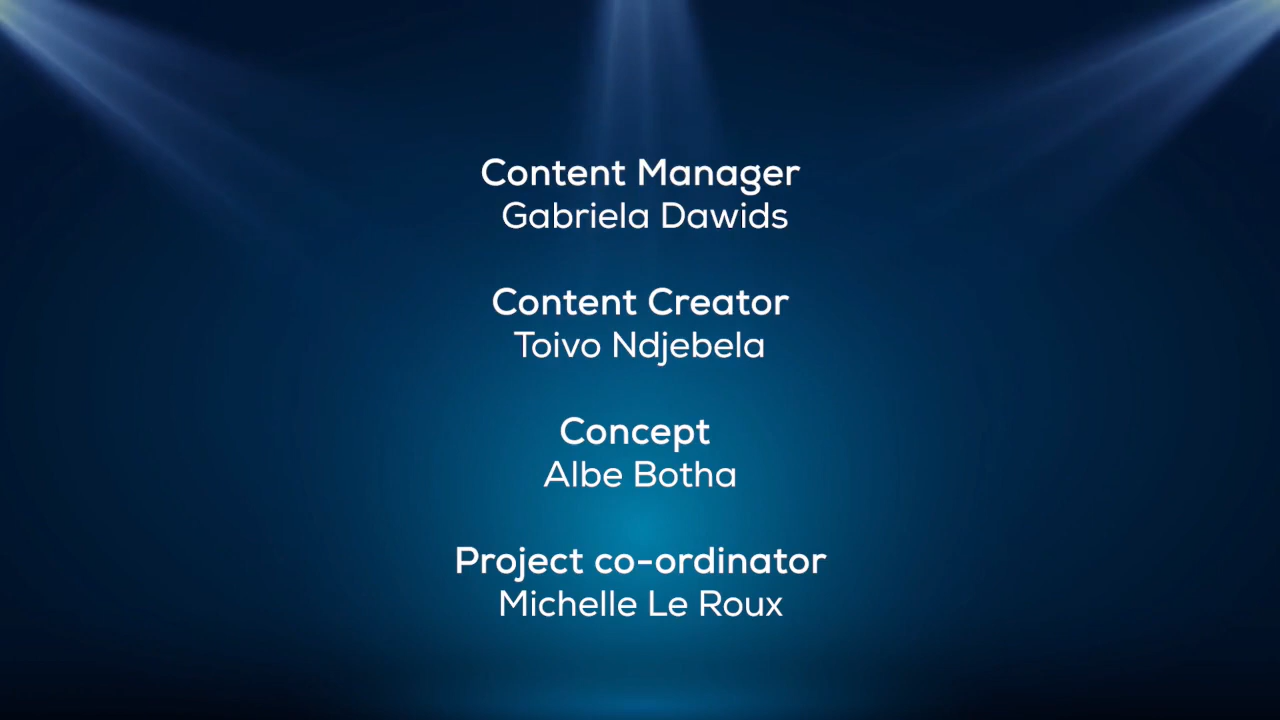 Content Manager
Gabriela Dawids
Content Creator
Toivo Ndjebela
Concept
Albe Botha
Project co-ordinator
Michelle Le Roux